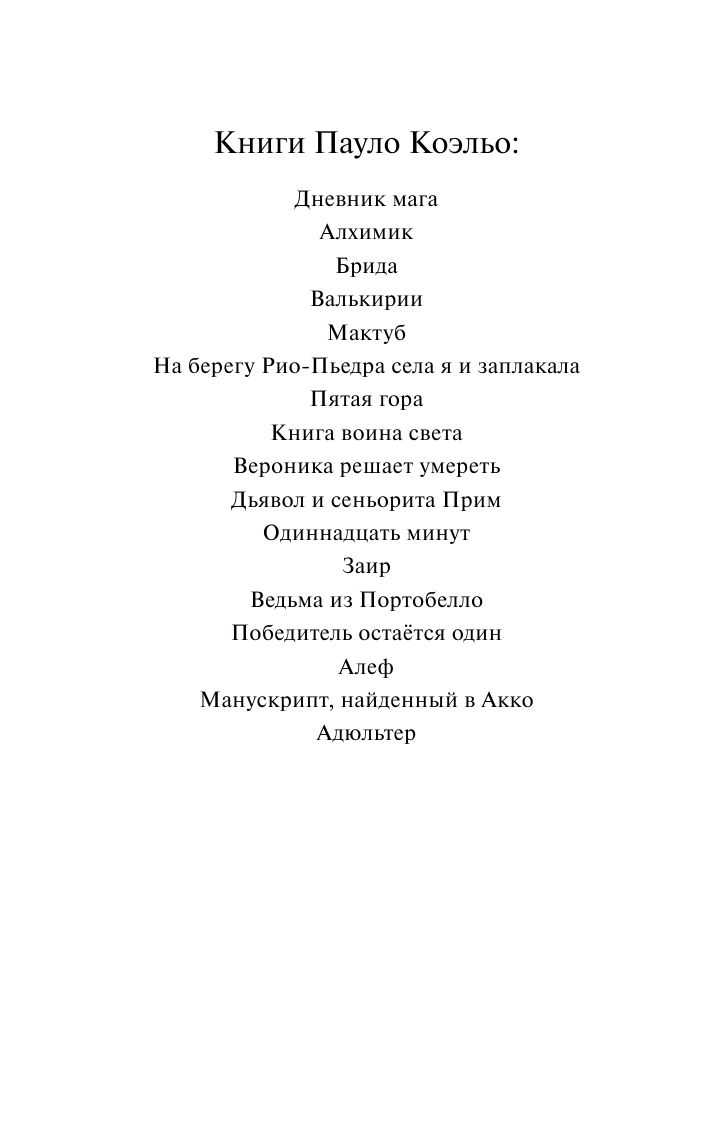 Книги Пауло Коэльо:
Дневник мага
Алхимик
Брида
Валькирии
Мактуб
На берегу Рио-Пьедра села я и заплакала
Пятая гора
Книга воина света
Вероника решает умереть
Дьявол и сеньорита Прим
Одиннадцать минут
Заир
Ведьма из Портобелло
Победитель остаётся один
Алеф
Манускрипт, найденный в Акко
Адюльтер